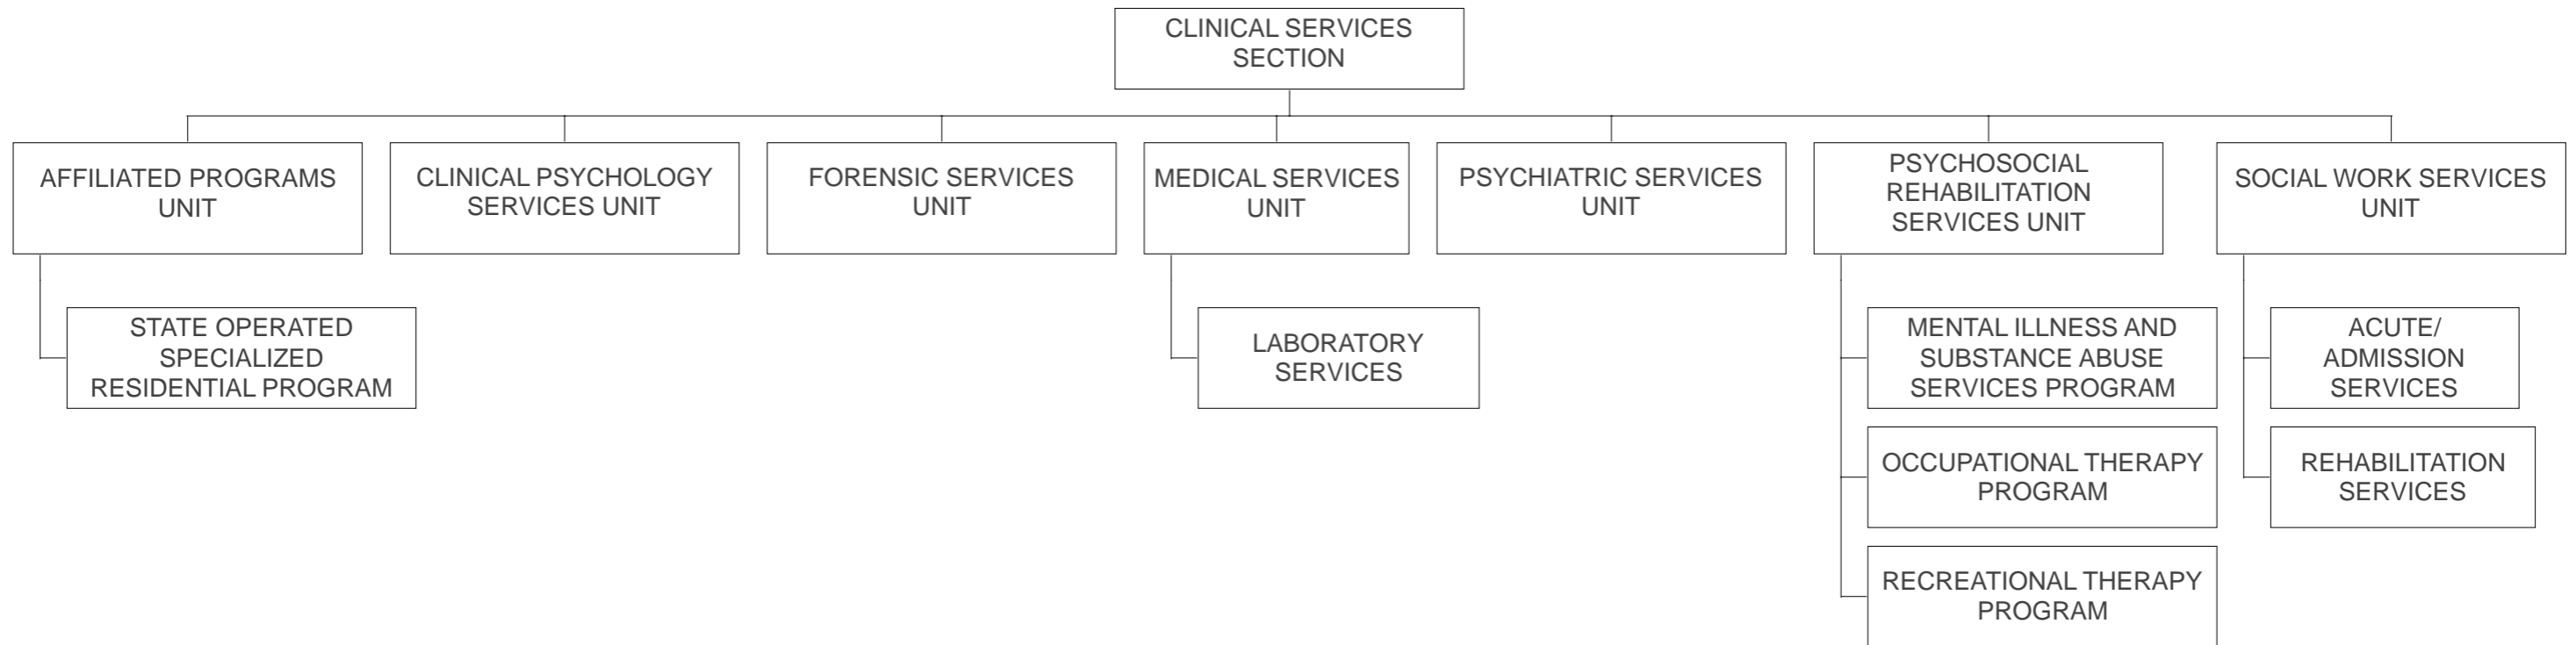 CLINICAL SERVICES
SECTION
AFFILIATED PROGRAMS
UNIT
CLINICAL PSYCHOLOGY
SERVICES UNIT
FORENSIC SERVICES
UNIT
MEDICAL SERVICES
UNIT
PSYCHIATRIC SERVICES
UNIT
PSYCHOSOCIAL
REHABILITATION
SERVICES UNIT
SOCIAL WORK SERVICES
UNIT
STATE OPERATED
SPECIALIZED
RESIDENTIAL PROGRAM
LABORATORY
SERVICES
MENTAL ILLNESS AND
SUBSTANCE ABUSE
SERVICES PROGRAM
OCCUPATIONAL THERAPY
PROGRAM
RECREATIONAL THERAPY
PROGRAM
ACUTE/
ADMISSION
SERVICES
REHABILITATION
SERVICES